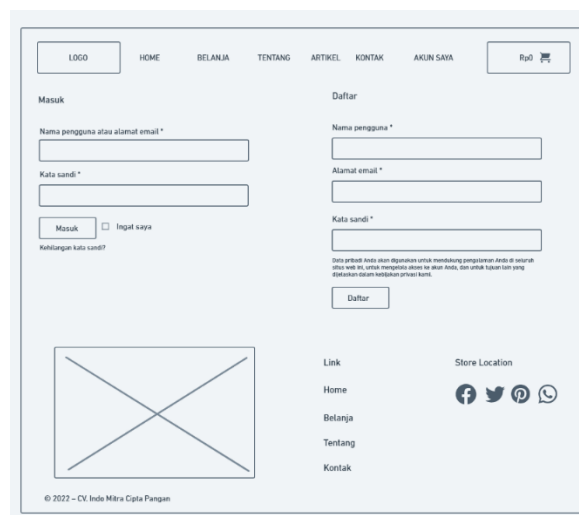 LOGO HOME BELANJA TENTANG ARTIKEL KONTAK AKUN SAYA Rp0
Masuk
Nama pengguna atau alamat email *
Kata sandi *
Masuk Ingat saya
Kehilangan kata sandi?
Daftar
Nama pengguna *
Alamat email *
Kata sandi *
Data pribadi Anda akan digunakan untuk mendukung pengalaman Anda di seluruh
situs web ini, untuk mengelola akses ke akun Anda, dan untuk tujuan lain yang
dijelaskan dalam kebijakan privasi kami.
Daftar
Link
Home
Belanja
Tentang
Kontak
Store Location
© 2022 – CV. Indo Mitra Cipta Pangan